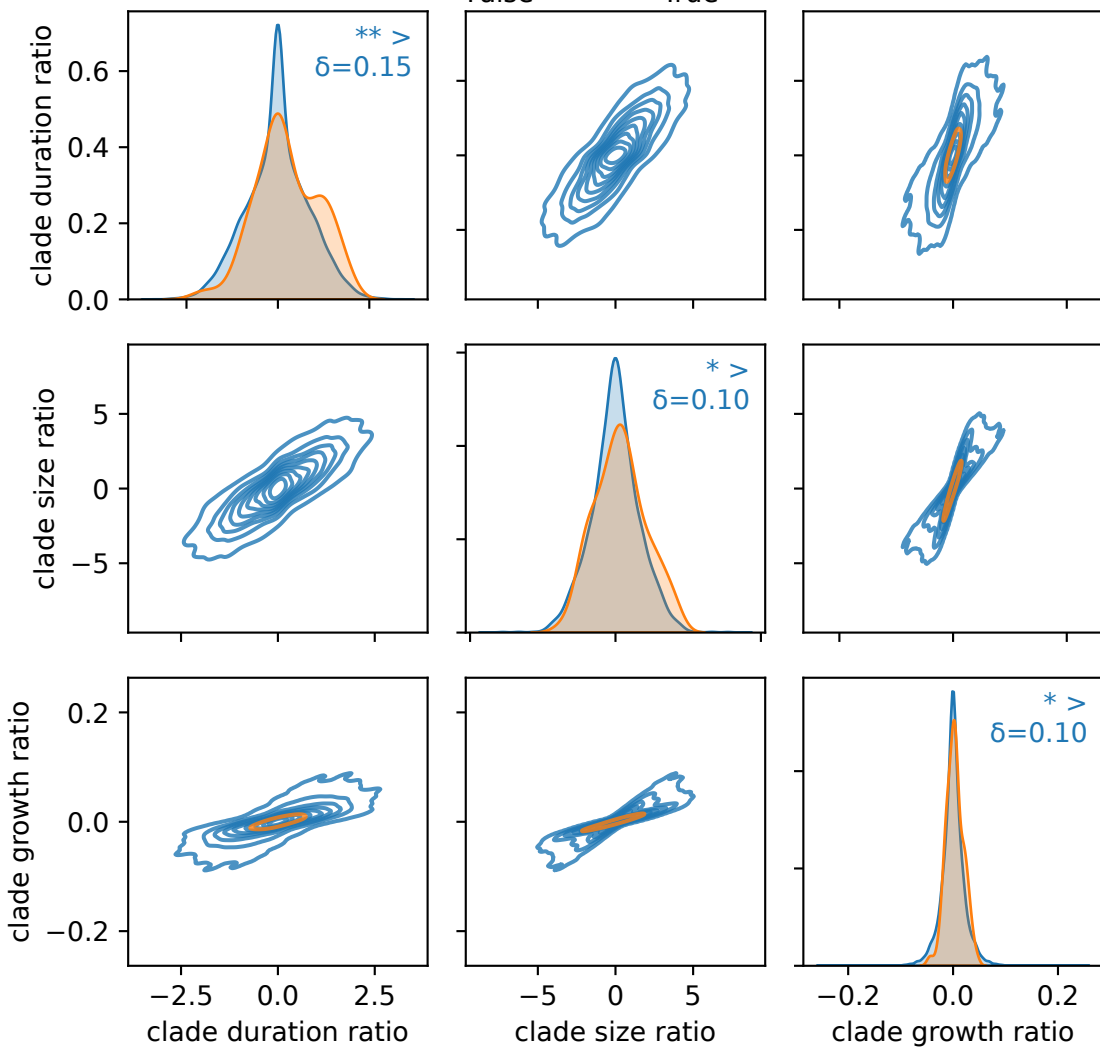 clade duration ratio
0.6
0.4
0.2
0.0
** >
δ=0.15
clade size ratio
5
0
−5
* >
δ=0.10
clade growth ratio
0.2
0.0
−0.2
* >
δ=0.10
−2.5 0.0 2.5
−5 0 5
−0.2 0.0 0.2
clade duration ratio
clade size ratio
clade growth ratio